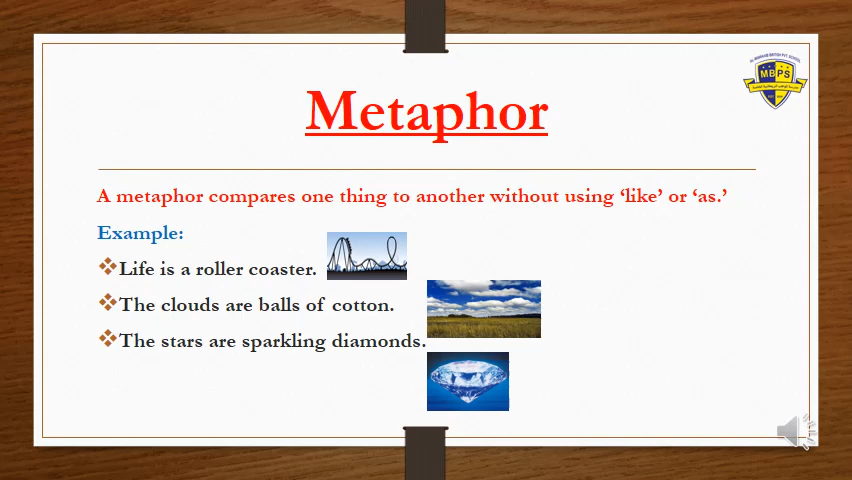 MBPS
Metaphor
A metaphor compares one thing to another without using ‘like’ or ‘as.’
Example:
Life is a roller coaster.
The clouds are balls of cotton.
The stars are sparkling diamonds.